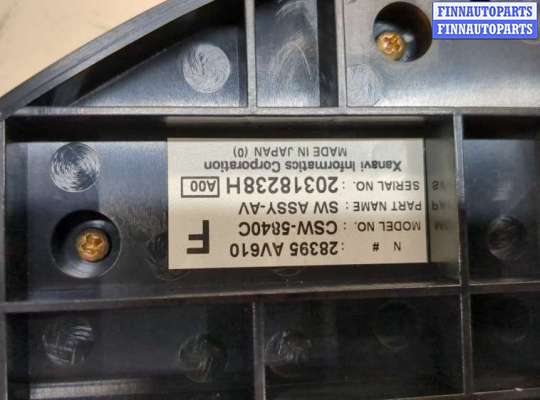 FINNAUTOPARTS
FINNAUTOPARTS
N # : 28395 AV610
MODEL NO. : CSW-5840C
PART NAME : SW ASSY-AV
SERIAL NO. : 20318238H A00
F
Xanavi Informatics Corporation
MADE IN JAPAN (0)